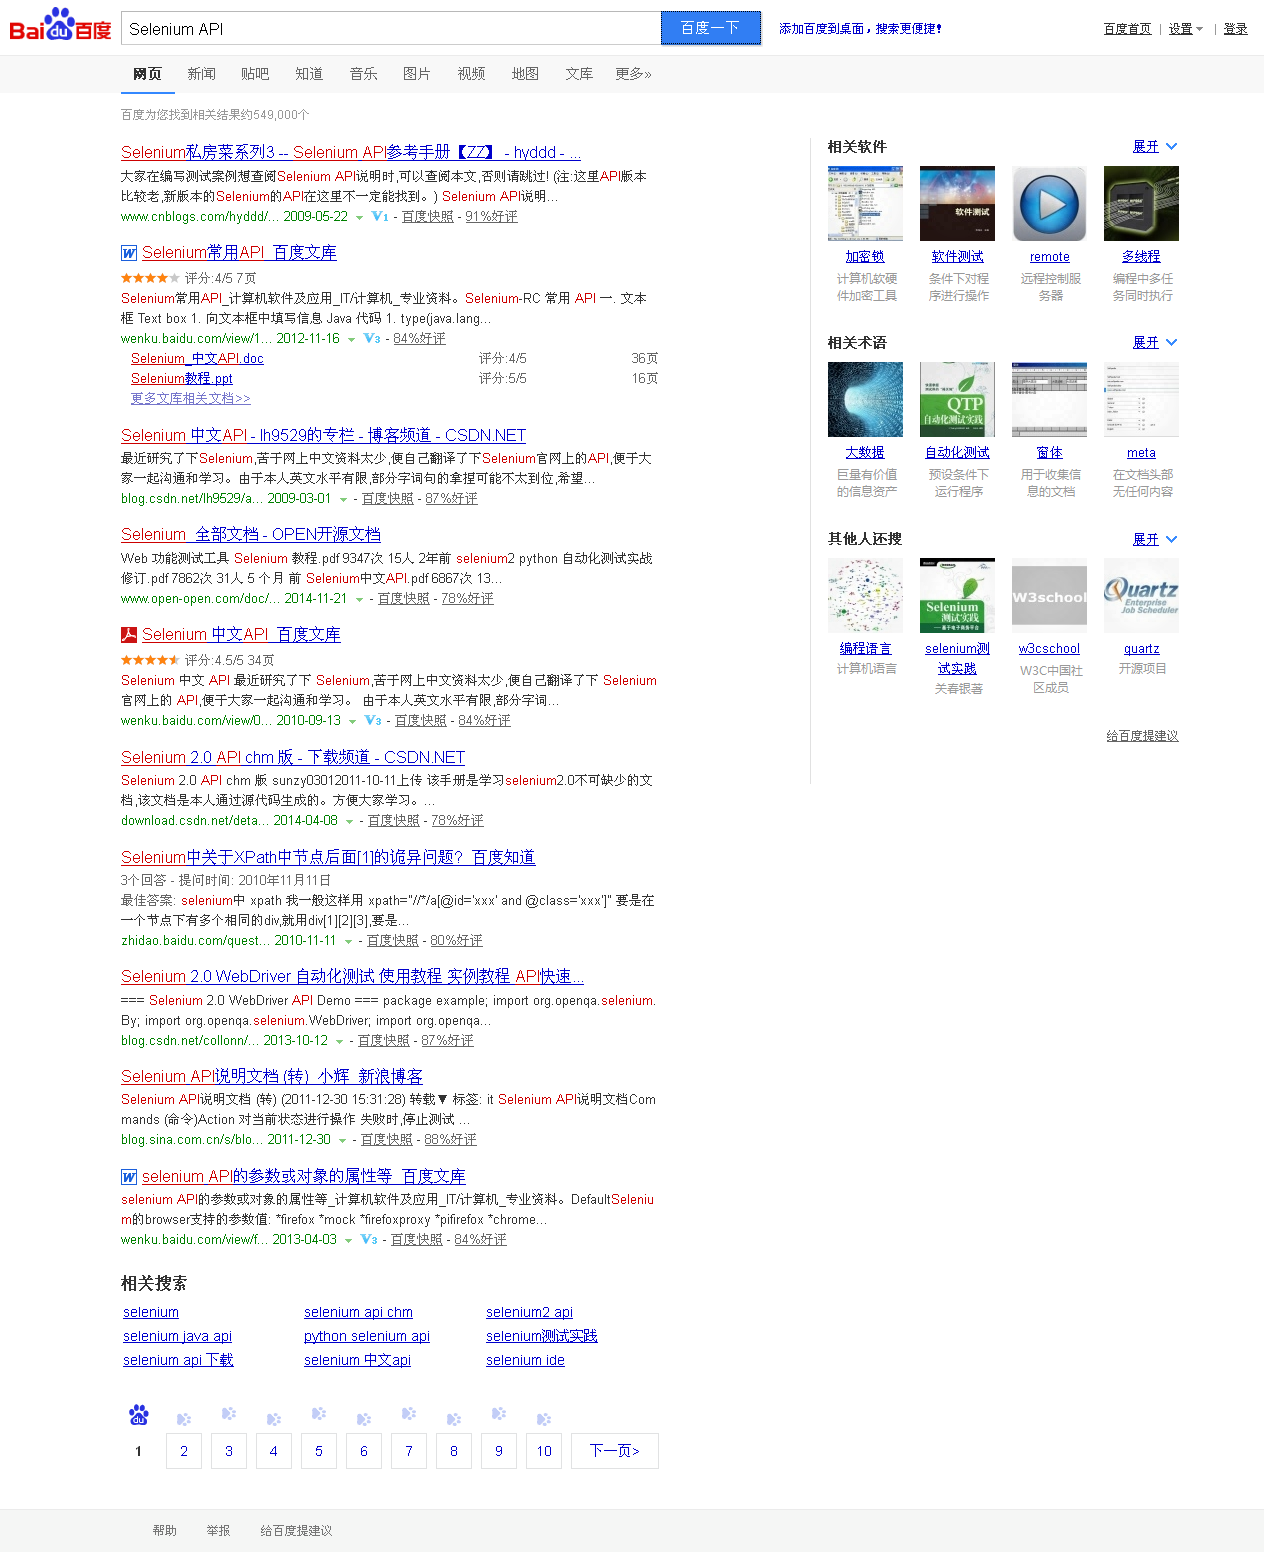 Bai du 百度
Selenium API
百度一下
添加百度到桌面，搜索更便捷！
百度首页 | 设置 | 登录
网页 新闻 贴吧 知道 音乐 图片 视频 地图 文库 更多»
百度为您找到相关结果约549,000个
Selenium私房菜系列3 -- Selenium API参考手册【ZZ】 - hyddd - ...
大家在编写测试案例想查阅Selenium API说明时,可以查阅本文,否则请跳过! (注:这里API版本
比较老,新版本的Selenium的API在这里不一定能找到。) Selenium API说明...
www.cnblogs.com/hyddd/... 2009-05-22 V1 - 百度快照 - 91%好评
Selenium常用API_百度文库
评分:4/5 7页
Selenium常用API_计算机软件及应用_IT/计算机_专业资料。Selenium-RC 常用 API 一. 文本
框 Text box 1. 向文本框中填写信息 Java 代码 1. type(java.lang...
wenku.baidu.com/view/1... 2012-11-16 V3 - 84%好评
Selenium_中文API.doc 评分:4/5 36页
Selenium教程.ppt 评分:5/5 16页
更多文库相关文档>>
Selenium 中文API - lh9529的专栏 - 博客频道 - CSDN.NET
最近研究了下Selenium,苦于网上中文资料太少,便自己翻译了下Selenium官网上的API,便于大
家一起沟通和学习。由于本人英文水平有限,部分词句的拿捏可能不太到位,希望...
blog.csdn.net/lh9529/a... 2009-03-01 - 百度快照 - 87%好评
Selenium_全部文档 - OPEN开源文档
Web 功能测试工具 Selenium 教程.pdf 9347次 15人 2年前 selenium2 python 自动化测试实战
修订.pdf 7862次 31人 5 个月 前 Selenium中文API.pdf 6867次 13...
www.open-open.com/doc/... 2014-11-21 - 百度快照 - 78%好评
Selenium 中文API_百度文库
评分:4.5/5 34页
Selenium 中文 API 最近研究了下 Selenium,苦于网上中文资料太少,便自己翻译了下 Selenium
官网上的 API,便于大家一起沟通和学习。 由于本人英文水平有限,部分字词...
wenku.baidu.com/view/0... 2010-09-13 V3 - 百度快照 - 84%好评
Selenium 2.0 API chm 版 - 下载频道 - CSDN.NET
Selenium 2.0 API chm 版 sunzy03012011-10-11上传 该手册是学习selenium2.0不可缺少的文
档,该文档是本人通过源代码生成的。方便大家学习。...
download.csdn.net/deta... 2014-04-08 - 百度快照 - 78%好评
Selenium中关于XPath中节点后面[1]的诡异问题?_百度知道
3个回答 - 提问时间: 2010年11月11日
最佳答案: selenium中 xpath 我一般这样用 xpath="//*/a[@id='xxx' and @class='xxx']" 要是在
一个节点下有多个相同的div,就用div[1][2][3],要是...
zhidao.baidu.com/quest... 2010-11-11 - 百度快照 - 80%好评
Selenium 2.0 WebDriver 自动化测试 使用教程 实例教程 API快速...
=== Selenium 2.0 WebDriver API Demo === package example; import org.openqa.selenium.
By; import org.openqa.selenium.WebDriver; import org.openqa...
blog.csdn.net/collonn/... 2013-10-12 - 百度快照 - 87%好评
Selenium API说明文档 (转)_小辉_新浪博客
Selenium API说明文档 (转) (2011-12-30 15:31:28) 转载▼ 标签: it Selenium API说明文档Com
mands (命令)Action 对当前状态进行操作 失败时,停止测试 ...
blog.sina.com.cn/s/blo... 2011-12-30 - 百度快照 - 88%好评
selenium API的参数或对象的属性等_百度文库
selenium API的参数或对象的属性等_计算机软件及应用_IT/计算机_专业资料。DefaultSeleniu
m的browser支持的参数值: *firefox *mock *firefoxproxy *pifirefox *chrome...
wenku.baidu.com/view/f... 2013-04-03 V3 - 百度快照 - 84%好评
相关搜索
selenium selenium api chm selenium2 api
selenium java api python selenium api selenium测试实践
selenium api 下载 selenium 中文api selenium ide
du
1 2 3 4 5 6 7 8 9 10 下一页>
相关软件 展开
软件测试
加密锁 软件测试 remote 多线程
计算机软硬 条件下对程 远程控制服 编程中多任
件加密工具 序进行操作 务器 务同时执行
相关术语 展开
QTP
自动化测试实践
大数据 自动化测试 窗体 meta
巨量有价值 预设条件下 用于收集信 在文档头部
的信息资产 运行程序 息的文档 无任何内容
其他人还搜 展开
Selenium
测试实践
W3school
Quartz
Enterprise
Job Scheduler
编程语言 selenium测 w3cschool quartz
试实践
计算机语言 关春银著 W3C中国社 开源项目
区成员
给百度提建议
帮助 举报 给百度提建议